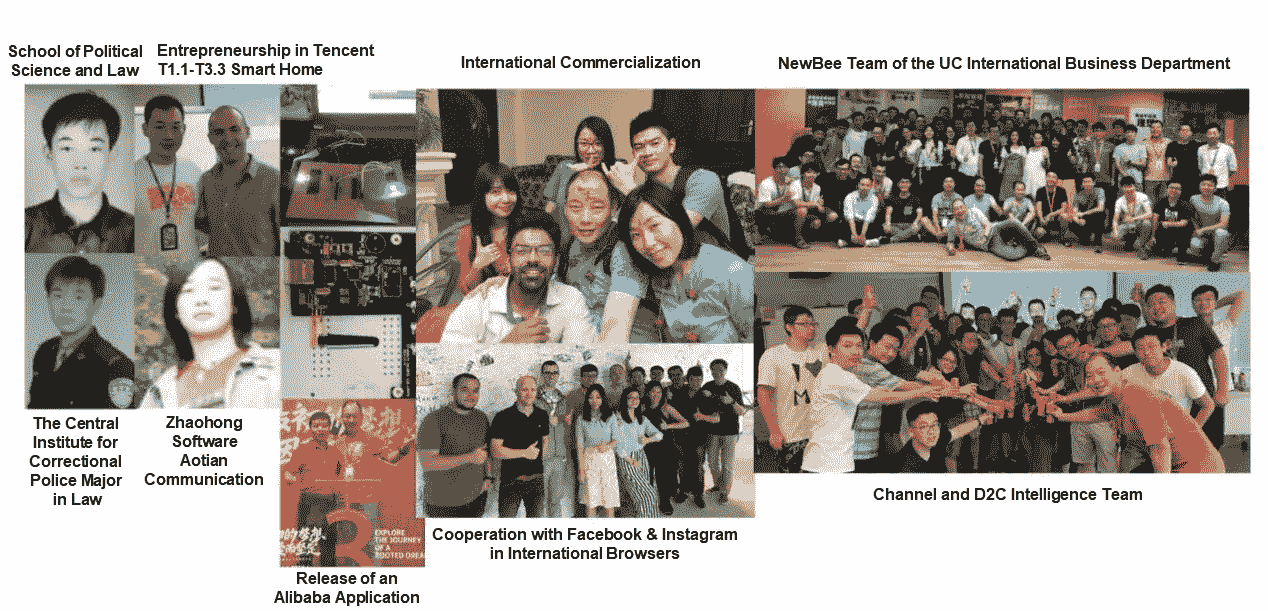 School of Political
Science and Law
Entrepreneurship in Tencent
T1.1-T3.3 Smart Home
International Commercialization
NewBee Team of the UC International Business Department
The Central
Institute for
Correctional
Police Major
in Law
Zhaohong
Software
Aotian
Communication
3
EXPLORE
THE JOURNEY
OF A
ROOTED DREAM
Release of an
Alibaba Application
Cooperation with Facebook & Instagram
in International Browsers
I
M
Channel and D2C Intelligence Team